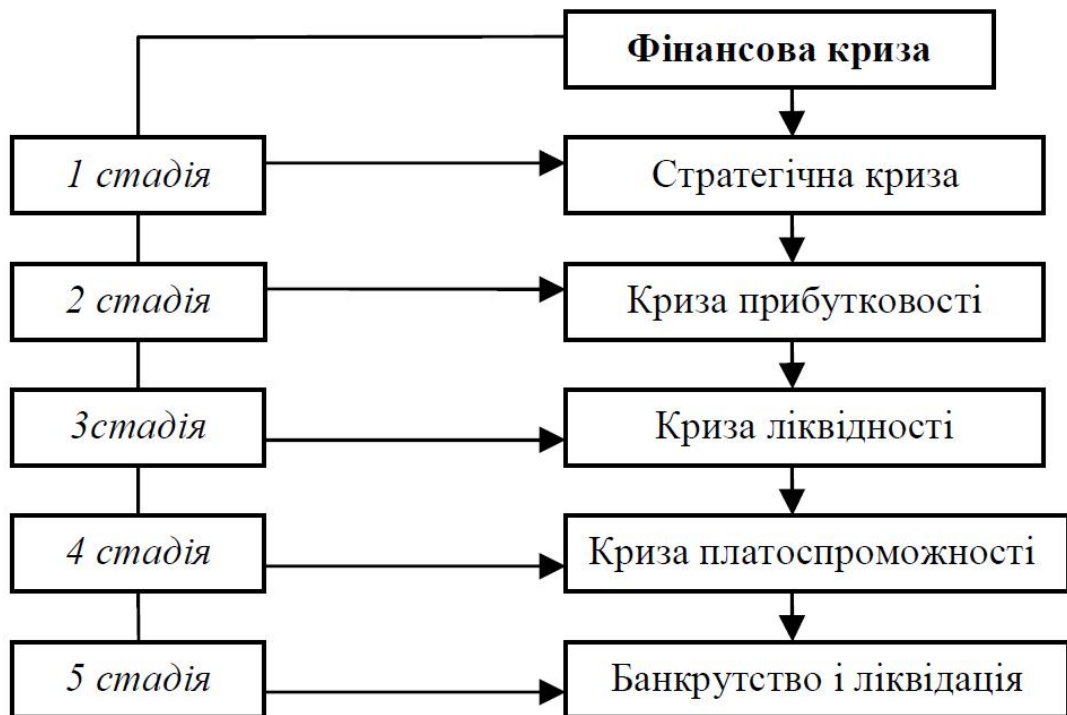 Фінансова криза
1 стадія
Стратегічна криза
2 стадія
Криза прибутковості
3стадія
Криза ліквідності
4 стадія
Криза платоспроможності
5 стадія
Банкрутство і ліквідація